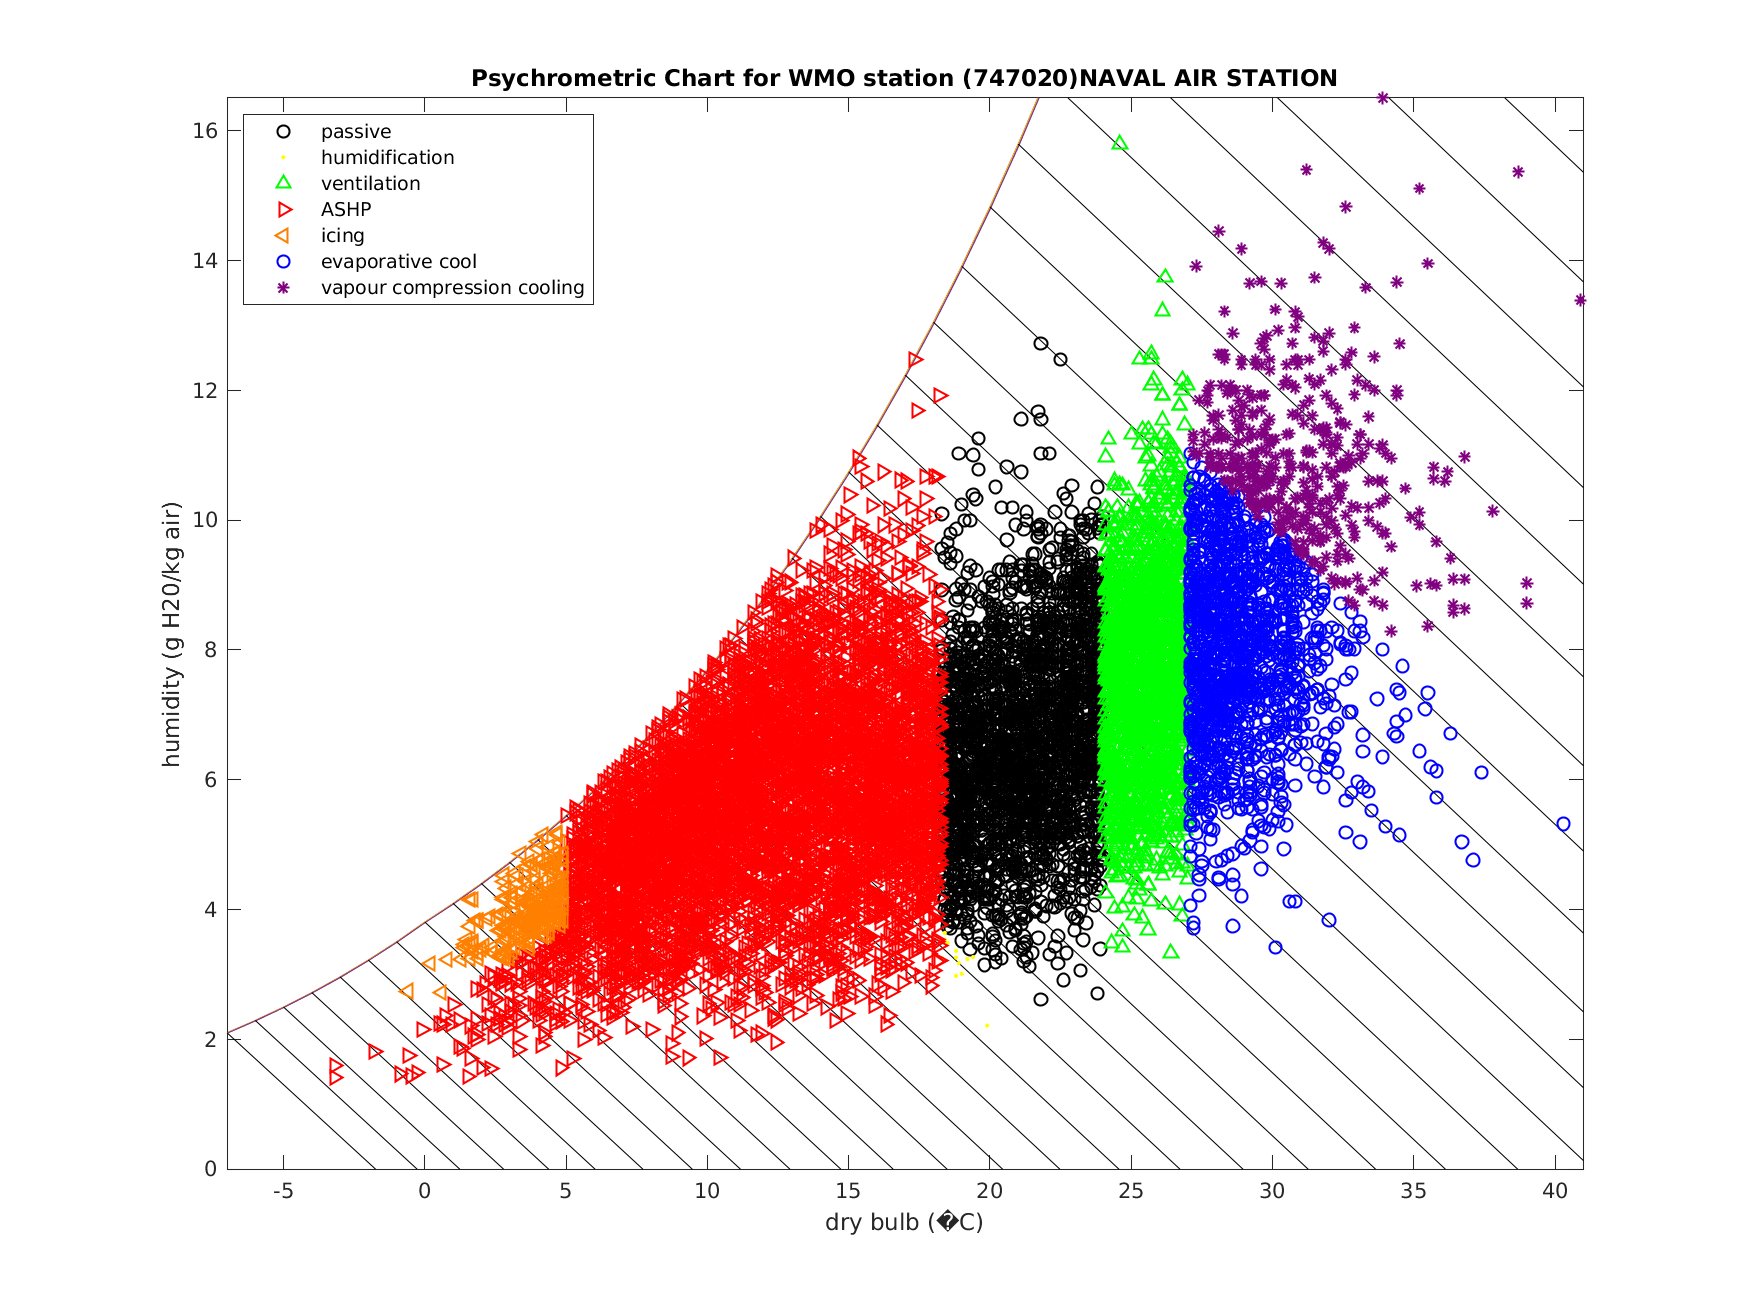 Psychrometric Chart for WMO station (747020)NAVAL AIR STATION
passive
humidification
ventilation
ASHP
icing
evaporative cool
vapour compression cooling
humidity (g H20/kg air)
16
14
12
10
8
6
4
2
0
-5 0 5 10 15 20 25 30 35 40
dry bulb (�C)